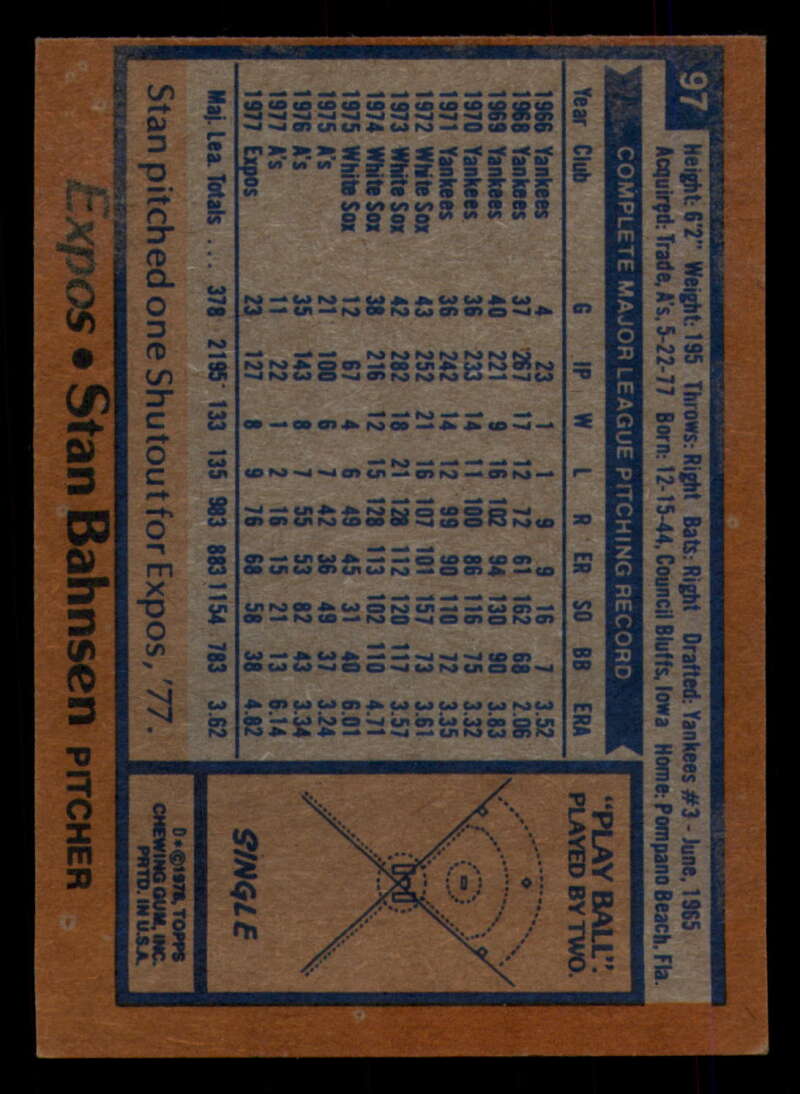 97
Height: 6'2" Weight: 195 Throws: Right Bats: Right Drafted: Yankees #3 - June, 1965
Acquired: Trade, A's, 5-22-77 Born: 12-15-44, Council Bluffs, Iowa Home: Pompano Beach, Fla.
COMPLETE MAJOR LEAGUE PITCHING RECORD
Year Club G IP W L R ER SO BB ERA
1966 Yankees 4 23 1 1 9 9 16 7 3.52
1968 Yankees 37 267 17 12 72 61 162 68 2.06
1969 Yankees 40 221 9 16 102 94 130 90 3.83
1970 Yankees 36 233 14 11 100 86 116 75 3.32
1971 Yankees 36 242 14 12 99 90 110 72 3.35
1972 White Sox 43 252 21 16 107 101 157 73 3.61
1973 White Sox 42 282 18 21 128 112 120 117 3.57
1974 White Sox 38 216 12 15 128 113 102 110 4.71
1975 White Sox 12 67 4 6 49 45 31 40 6.01
1975 A's 21 100 6 7 42 36 49 37 3.24
1976 A's 35 143 8 7 55 53 82 43 3.34
1977 A's 11 22 1 2 16 15 21 13 6.14
1977 Expos 23 127 8 9 76 68 58 38 4.82
Maj. Lea. Totals ... 378 2195 133 135 983 883 1154 783 3.62
Stan pitched one Shutout for Expos, '77.
"PLAY BALL".
PLAYED BY TWO.
SINGLE
D*©1978, TOPPS
CHEWING GUM, INC.
PRTD. IN U.S.A.
Expos • Stan Bahnsen PITCHER